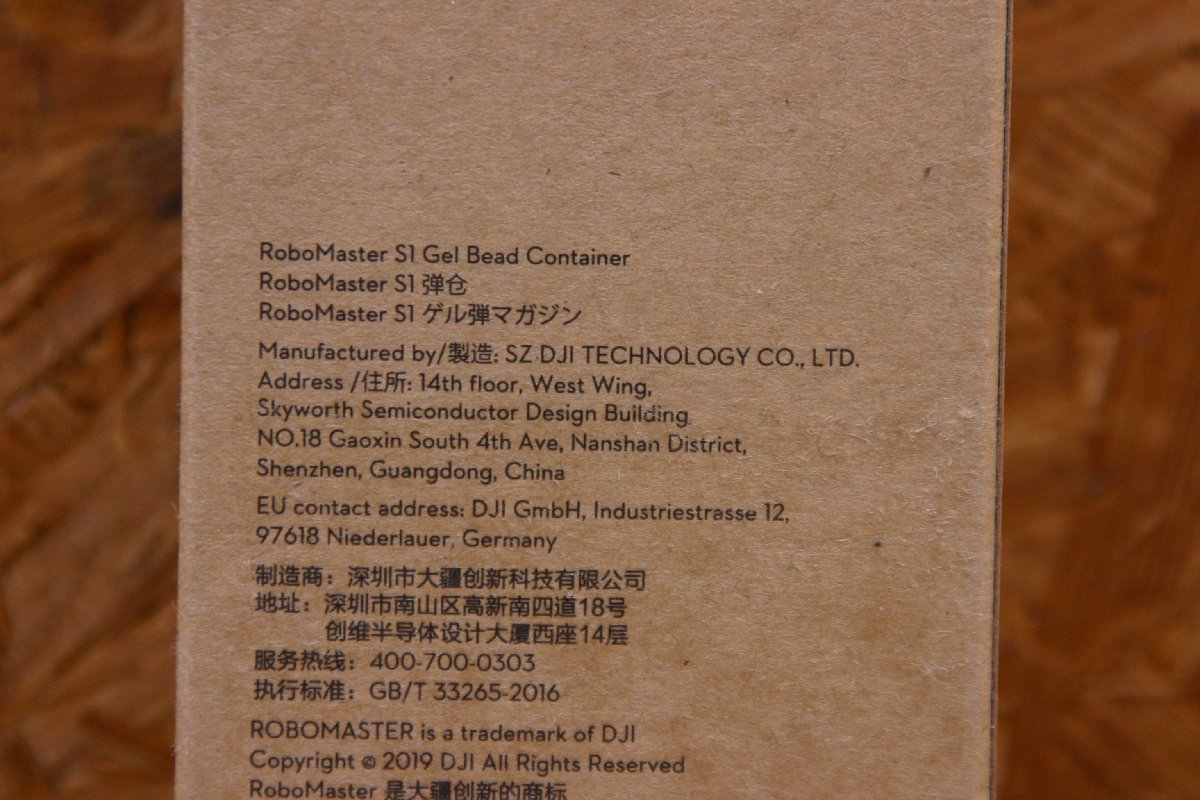 RoboMaster S1 Gel Bead Container
RoboMaster S1 弹仓
RoboMaster S1 ゲル弾マガジン
Manufactured by/製造: SZ DJI TECHNOLOGY CO., LTD.
Address /住所: 14th floor, West Wing,
Skyworth Semiconductor Design Building
NO.18 Gaoxin South 4th Ave, Nanshan District,
Shenzhen, Guangdong, China
EU contact address: DJI GmbH, Industriestrasse 12,
97618 Niederlauer, Germany
制造商：深圳市大疆创新科技有限公司
地址：深圳市南山区高新南四道18号
创维半导体设计大厦西座14层
服务热线：400-700-0303
执行标准：GB/T 33265-2016
ROBOMASTER is a trademark of DJI
Copyright © 2019 DJI All Rights Reserved
RoboMaster 是大疆创新的商标